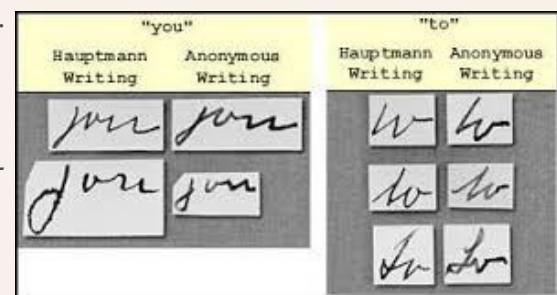 "you"
Hauptmann Writing
Anonymous Writing
you you
you you
"to"
Hauptmann Writing
Anonymous Writing
to to
to to
to to